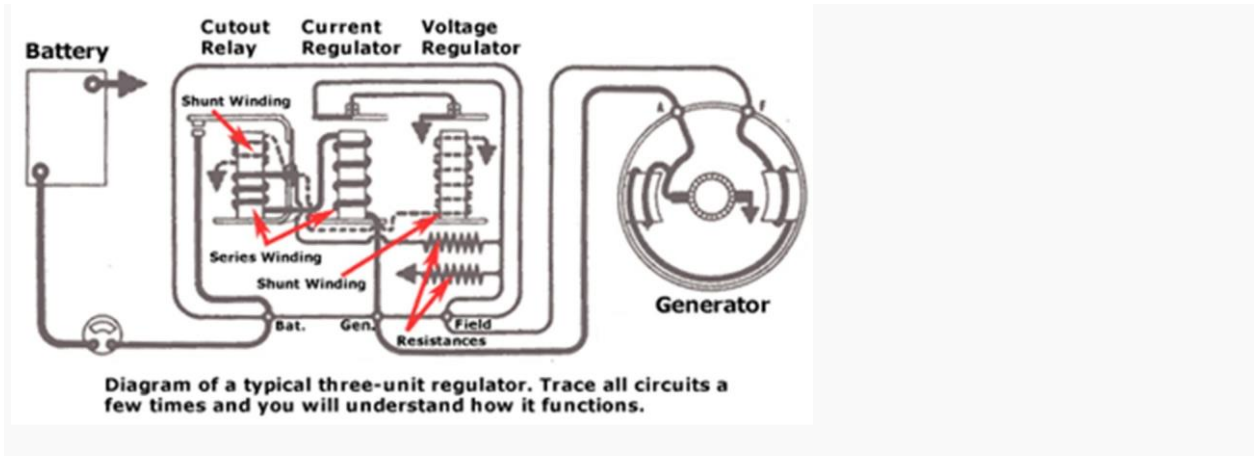 Cutout Relay
Current Regulator
Voltage Regulator
Battery
Shunt Winding
A
F
Series Winding
Shunt Winding
Generator
Bat.
Gen.
Field
Resistances
Diagram of a typical three-unit regulator. Trace all circuits a
few times and you will understand how it functions.